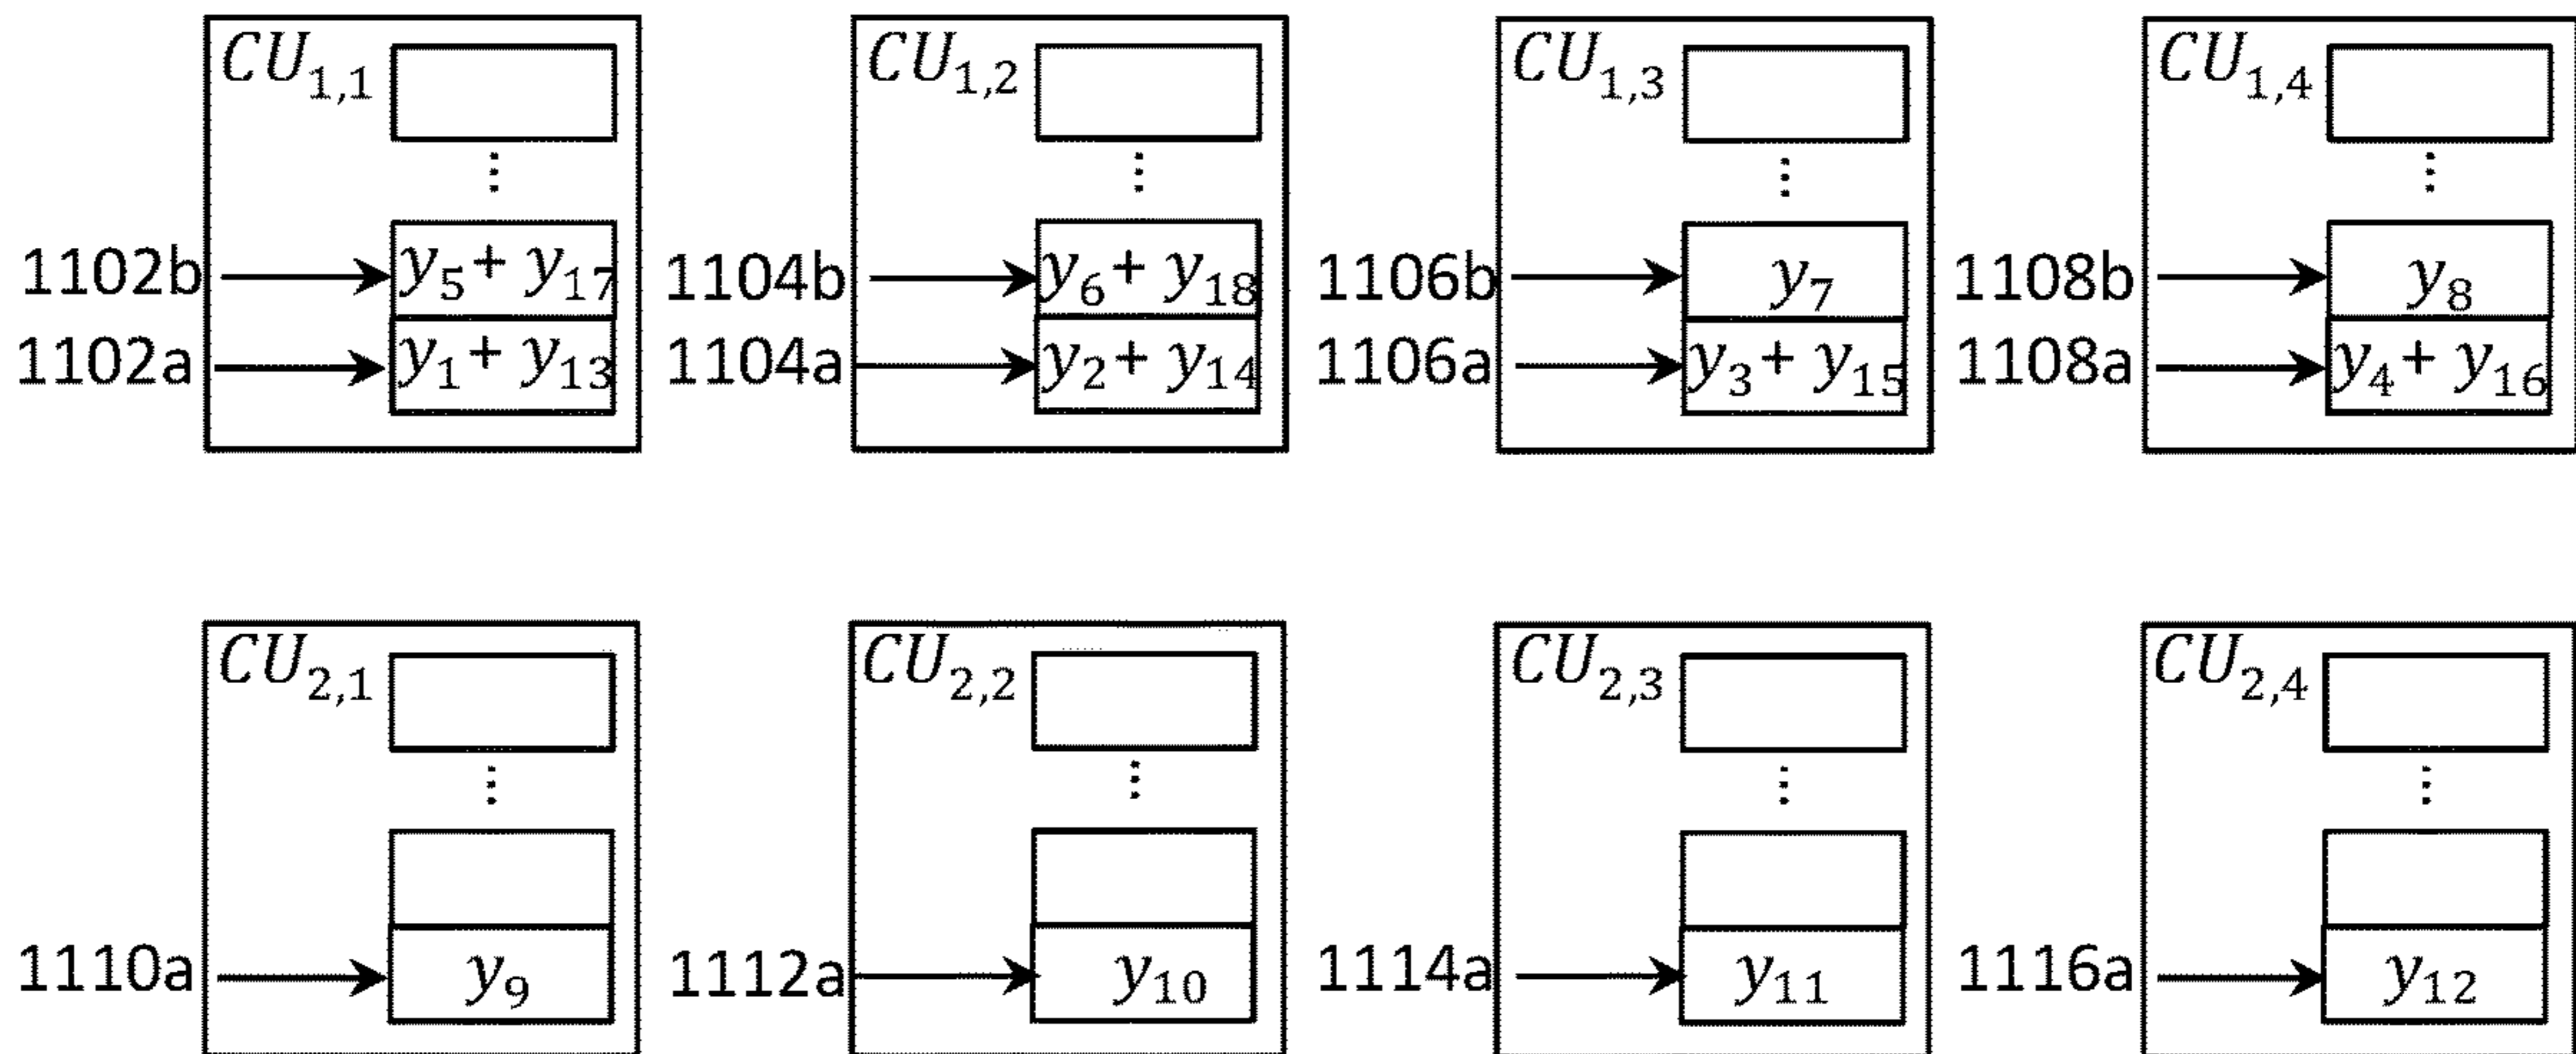 CU1,1 CU1,2 CU1,3 CU1,4
⋮ ⋮ ⋮ ⋮
1102b y5 + y17 1104b y6 + y18 1106b y7 1108b y8
1102a y1 + y13 1104a y2 + y14 1106a y3 + y15 1108a y4 + y16
CU2,1 CU2,2 CU2,3 CU2,4
⋮ ⋮ ⋮ ⋮
1110a y9 1112a y10 1114a y11 1116a y12